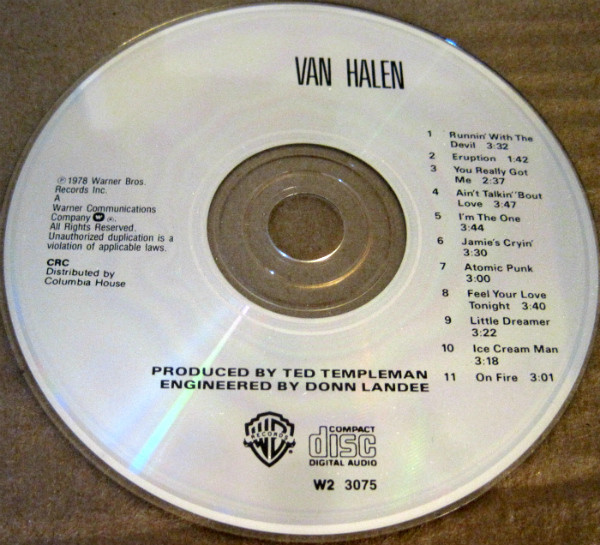 VAN HALEN
℗ 1978 Warner Bros.
Records Inc.
A
Warner Communications
Company
All Rights Reserved.
Unauthorized duplication is a
violation of applicable laws.
CRC
Distributed by
Columbia House
1 Runnin' With The
Devil 3:32
2 Eruption 1:42
3 You Really Got
Me 2:37
4 Ain't Talkin' 'Bout
Love 3:47
5 I'm The One
3:44
6 Jamie's Cryin'
3:30
7 Atomic Punk
3:00
8 Feel Your Love
Tonight 3:40
9 Little Dreamer
3:22
10 Ice Cream Man
3:18
11 On Fire 3:01
PRODUCED BY TED TEMPLEMAN
ENGINEERED BY DONN LANDEE
WB
RECORDS
COMPACT
disc
DIGITAL AUDIO
W2 3075